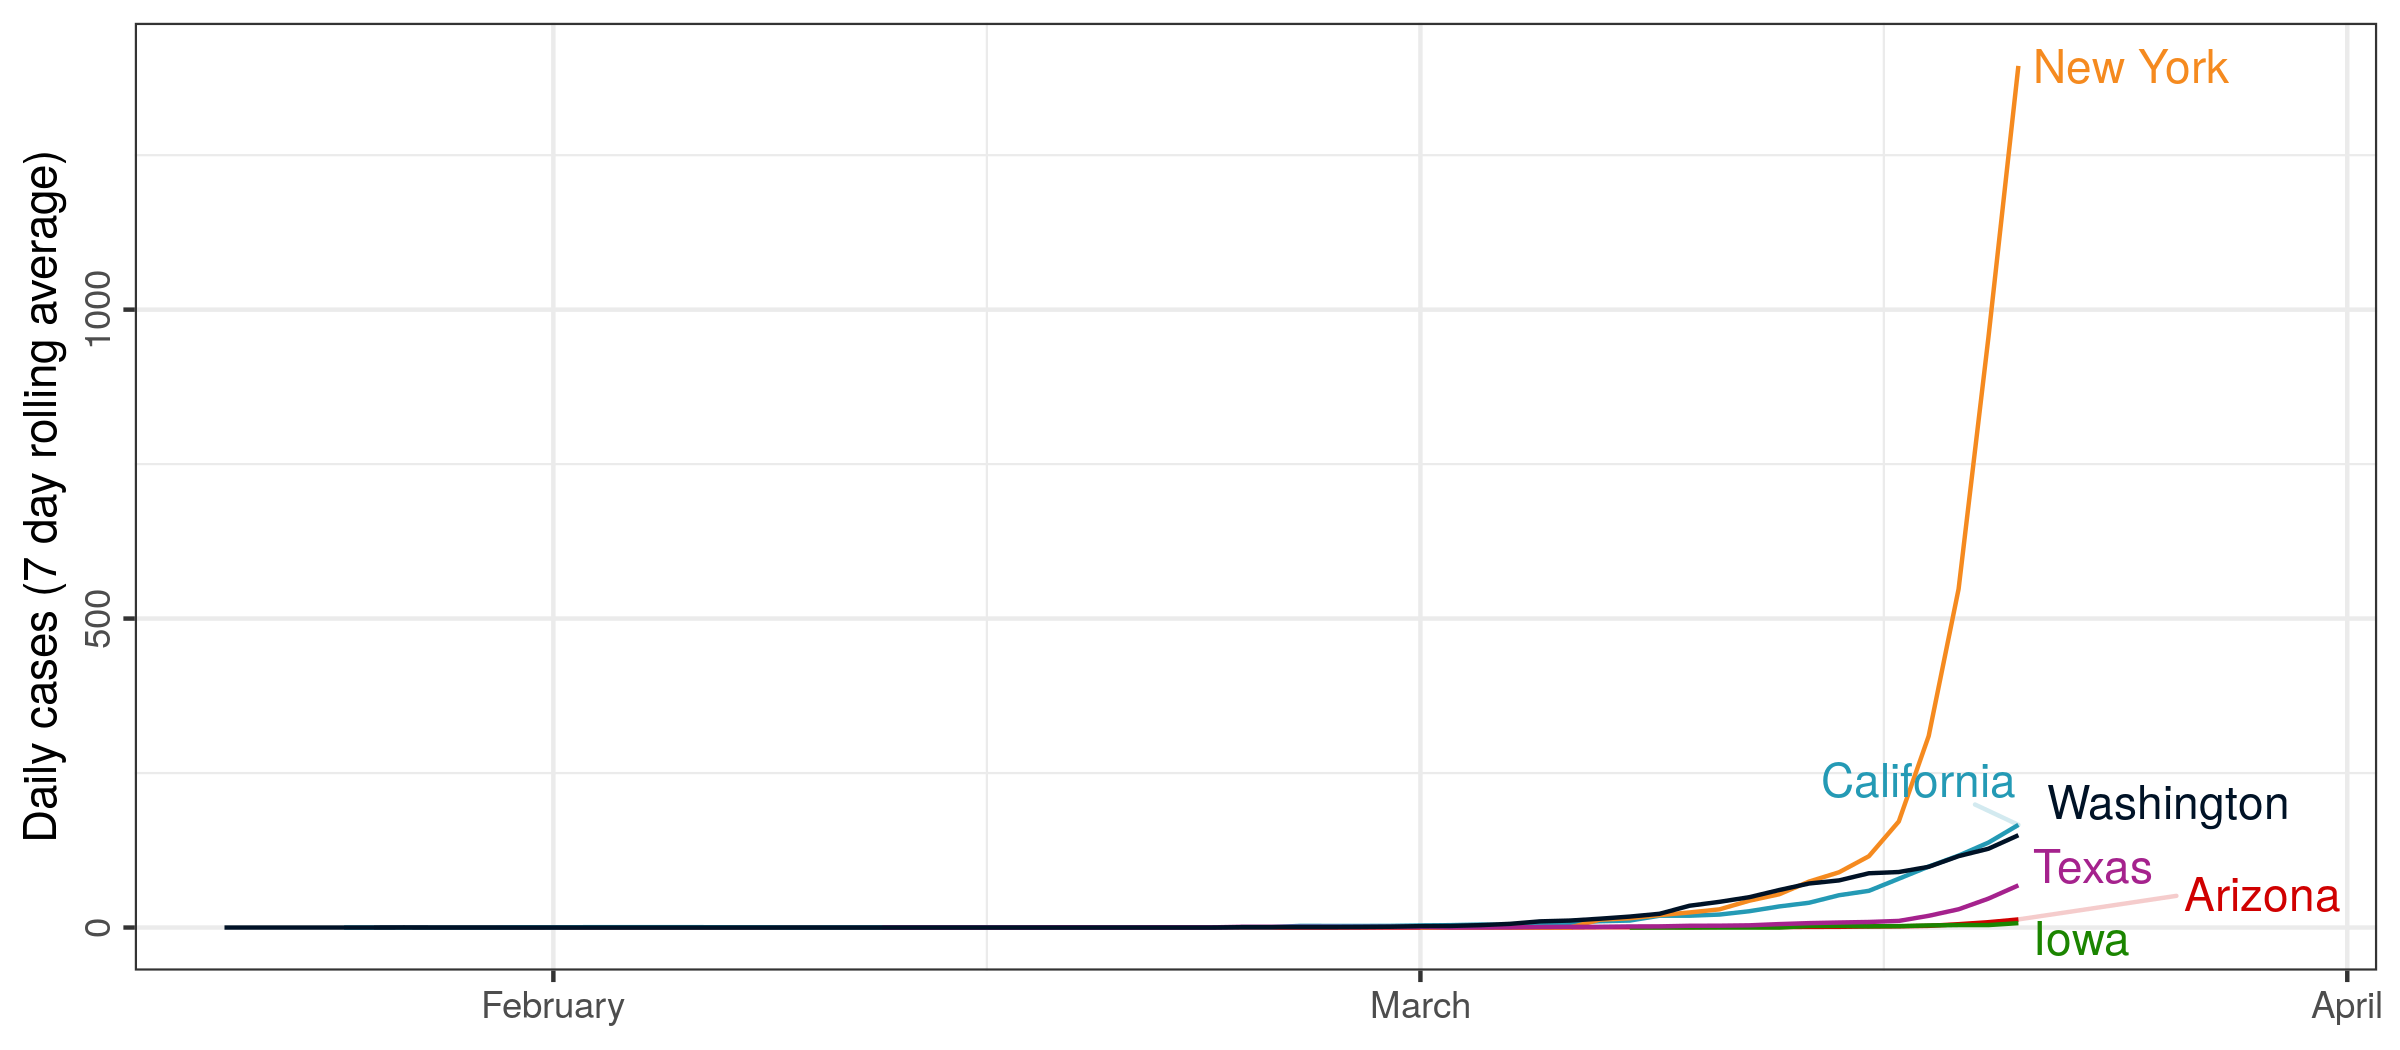 Daily cases (7 day rolling average)
1000
500
0
New York
California
Washington
Texas
Arizona
Iowa
February
March
April